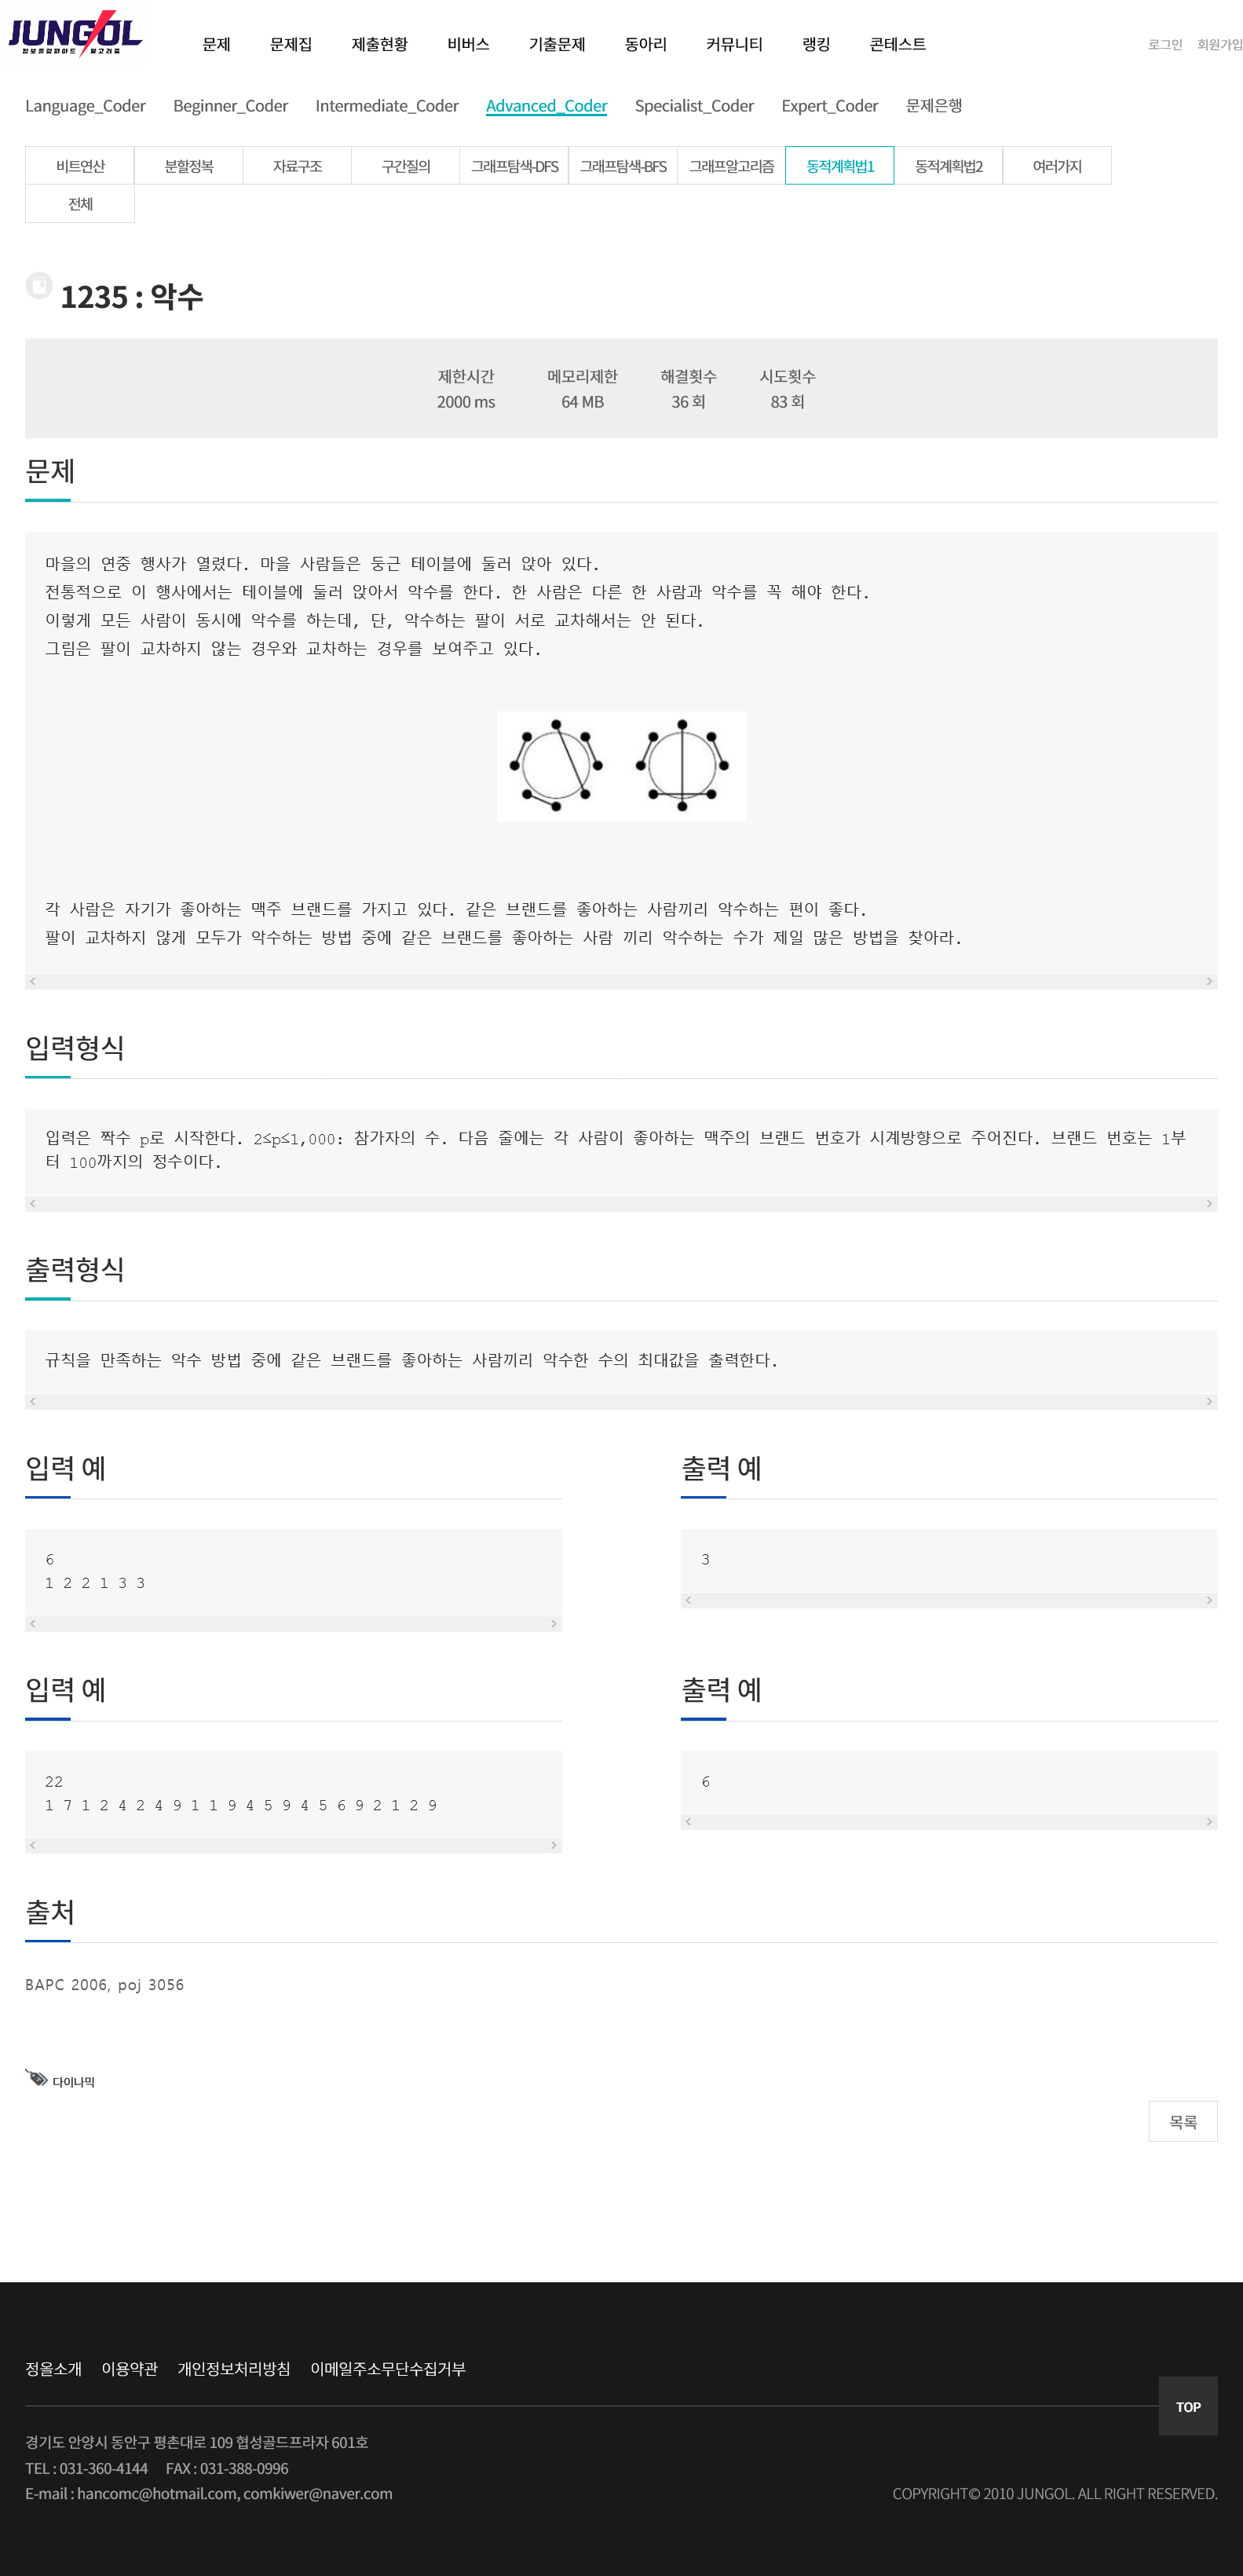 JUNGOL
정보올림피아드 알고리즘
문제 문제집 제출현황 비버스 기출문제 동아리 커뮤니티 랭킹 콘테스트 로그인 회원가입
Language_Coder Beginner_Coder Intermediate_Coder Advanced_Coder Specialist_Coder Expert_Coder 문제은행
비트연산 분할정복 자료구조 구간질의 그래프탐색-DFS 그래프탐색-BFS 그래프알고리즘 동적계획법1 동적계획법2 여러가지
전체
1235 : 악수
제한시간 메모리제한 해결횟수 시도횟수
2000 ms 64 MB 36 회 83 회
문제
마을의 연중 행사가 열렸다. 마을 사람들은 둥근 테이블에 둘러 앉아 있다.
전통적으로 이 행사에서는 테이블에 둘러 앉아서 악수를 한다. 한 사람은 다른 한 사람과 악수를 꼭 해야 한다.
이렇게 모든 사람이 동시에 악수를 하는데, 단, 악수하는 팔이 서로 교차해서는 안 된다.
그림은 팔이 교차하지 않는 경우와 교차하는 경우를 보여주고 있다.
각 사람은 자기가 좋아하는 맥주 브랜드를 가지고 있다. 같은 브랜드를 좋아하는 사람끼리 악수하는 편이 좋다.
팔이 교차하지 않게 모두가 악수하는 방법 중에 같은 브랜드를 좋아하는 사람 끼리 악수하는 수가 제일 많은 방법을 찾아라.
입력형식
입력은 짝수 p로 시작한다. 2≤p≤1,000: 참가자의 수. 다음 줄에는 각 사람이 좋아하는 맥주의 브랜드 번호가 시계방향으로 주어진다. 브랜드 번호는 1부
터 100까지의 정수이다.
출력형식
규칙을 만족하는 악수 방법 중에 같은 브랜드를 좋아하는 사람끼리 악수한 수의 최대값을 출력한다.
입력 예
6
1 2 2 1 3 3
출력 예
3
입력 예
22
1 7 1 2 4 2 4 9 1 1 9 4 5 9 4 5 6 9 2 1 2 9
출력 예
6
출처
BAPC 2006, poj 3056
다이나믹
목록
정올소개 이용약관 개인정보처리방침 이메일주소무단수집거부
TOP
경기도 안양시 동안구 평촌대로 109 협성골드프라자 601호
TEL : 031-360-4144 FAX : 031-388-0996
E-mail : hancomc@hotmail.com, comkiwer@naver.com
COPYRIGHT© 2010 JUNGOL. ALL RIGHT RESERVED.